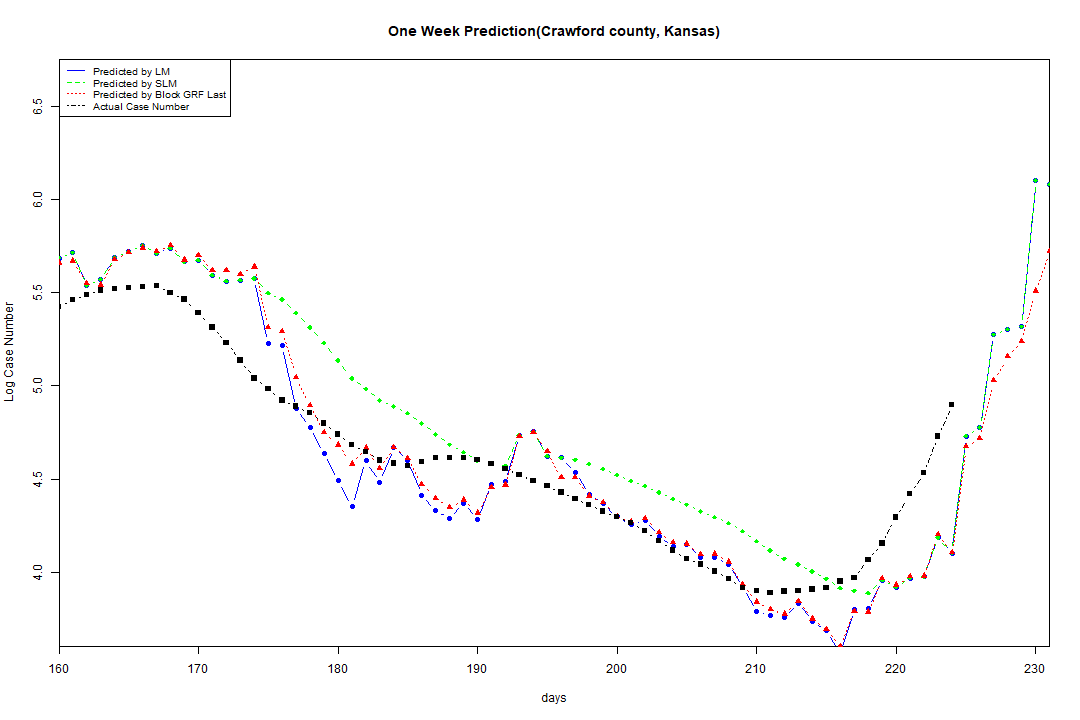 One Week Prediction(Crawford county, Kansas)
Predicted by LM
Predicted by SLM
Predicted by Block GRF Last
Actual Case Number
Log Case Number
6.5
6.0
5.5
5.0
4.5
4.0
160 170 180 190 200 210 220 230
days